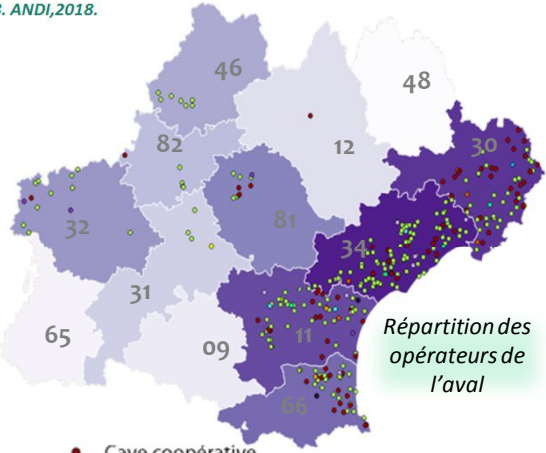 ANDI,2018.
46
48
82
12
30
32
81
34
31
11
65
09
66
Répartition des
opérateurs de
l'aval
Cave coopérative